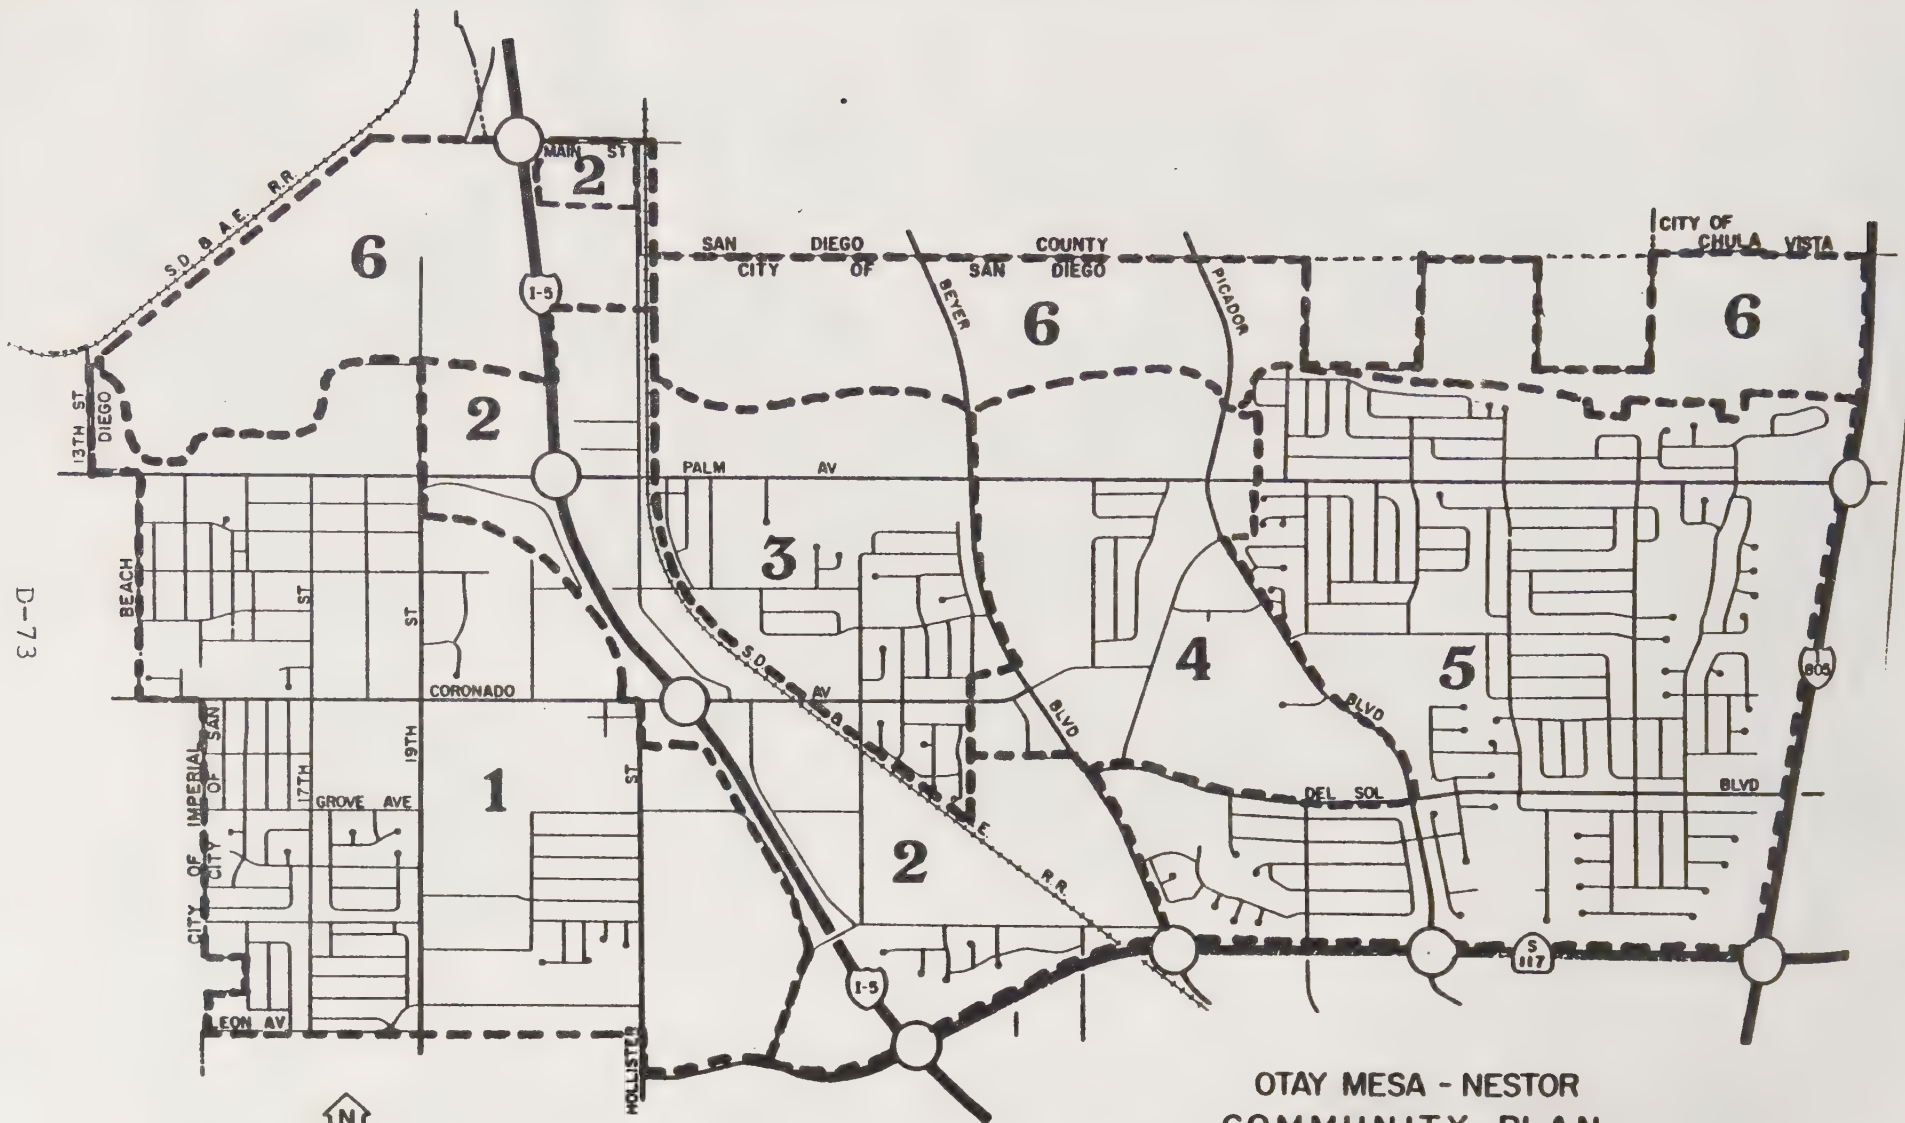 MAIN ST
2
S.D. & A.E. R.R.
6
I-5
SAN DIEGO COUNTY
CITY OF SAN DIEGO
CITY OF
CHULA VISTA
BEYER
PICADOR
6
6
13TH ST
DIEGO
2
PALM AV
BEACH
ST
ST
3
D-73
4
5
805
S.D.
AV
&
CORONADO
BLVD
BLVD
CITY OF IMPERIAL
CITY OF SAN
17TH
19TH
ST
1
GROVE AVE
DEL SOL
BLVD
E.
2
R.R.
S
117
I-5
LEON AV
HOLLISTER
N
OTAY MESA - NESTOR
COMMUNITY PLAN